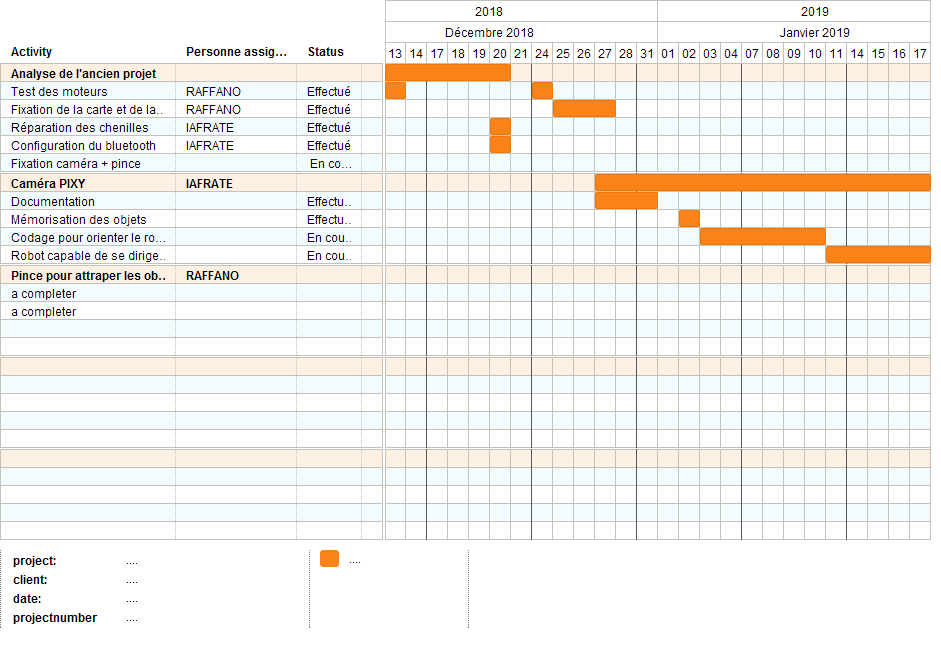 2018 2019
Décembre 2018 Janvier 2019
Activity Personne assig... Status 13 14 17 18 19 20 21 24 25 26 27 28 31 01 02 03 04 07 08 09 10 11 14 15 16 17
Analyse de l'ancien projet
Test des moteurs RAFFANO Effectué
Fixation de la carte et de la.. RAFFANO Effectué
Réparation des chenilles IAFRATE Effectué
Configuration du bluetooth IAFRATE Effectué
Fixation caméra + pince En co...
Caméra PIXY IAFRATE
Documentation Effectu..
Mémorisation des objets Effectu..
Codage pour orienter le ro... En cou..
Robot capable de se dirige.. En cou..
Pince pour attraper les ob.. RAFFANO
a completer
a completer
project: .... ....
client: ....
date: ....
projectnumber ....